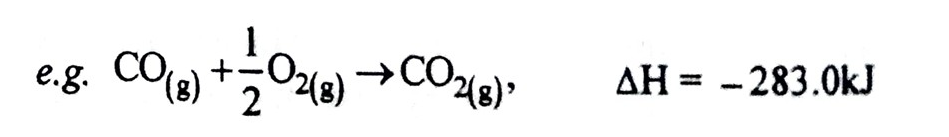 e.g. CO(g) + 1/2 O2(g) → CO2(g), ΔH = – 283.0kJ